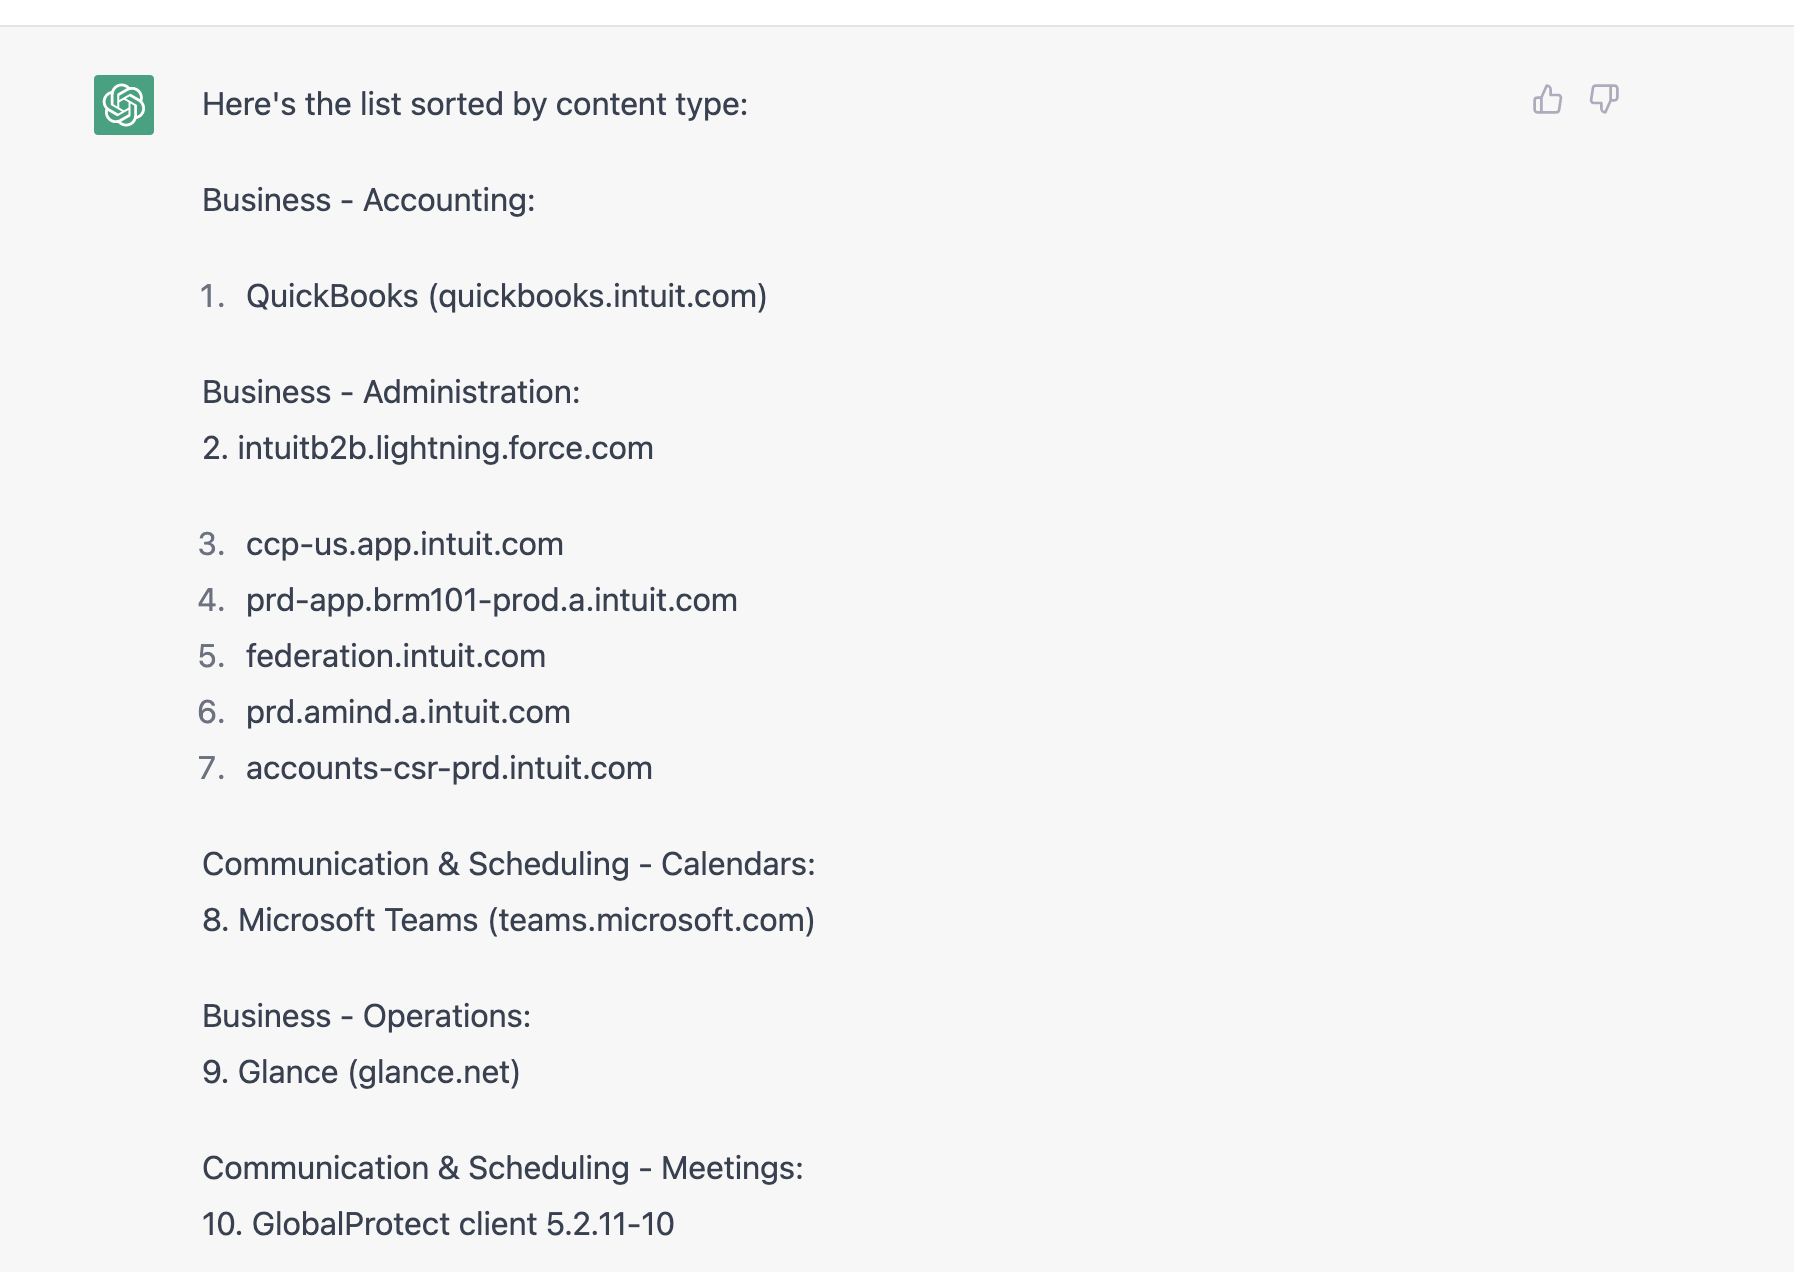 Here's the list sorted by content type:
Business - Accounting:
1. QuickBooks (quickbooks.intuit.com)
Business - Administration:
2. intuitb2b.lightning.force.com
3. ccp-us.app.intuit.com
4. prd-app.brm101-prod.a.intuit.com
5. federation.intuit.com
6. prd.amind.a.intuit.com
7. accounts-csr-prd.intuit.com
Communication & Scheduling - Calendars:
8. Microsoft Teams (teams.microsoft.com)
Business - Operations:
9. Glance (glance.net)
Communication & Scheduling - Meetings:
10. GlobalProtect client 5.2.11-10